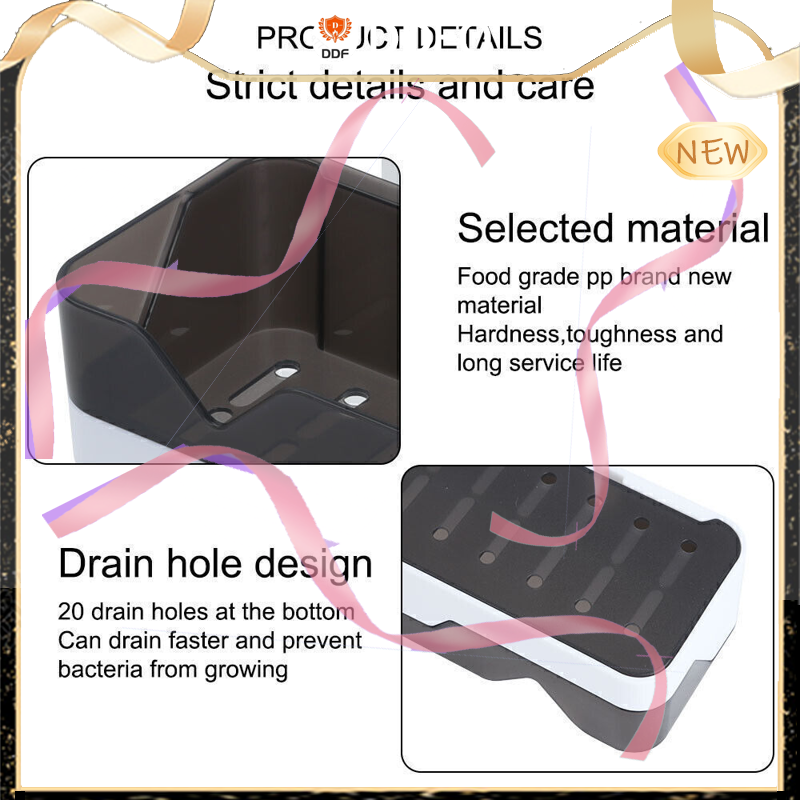 PRODUCT DETAILS
DDF
Strict details and care
NEW
Selected material
Food grade pp brand new
material
Hardness,toughness and
long service life
Drain hole design
20 drain holes at the bottom
Can drain faster and prevent
bacteria from growing